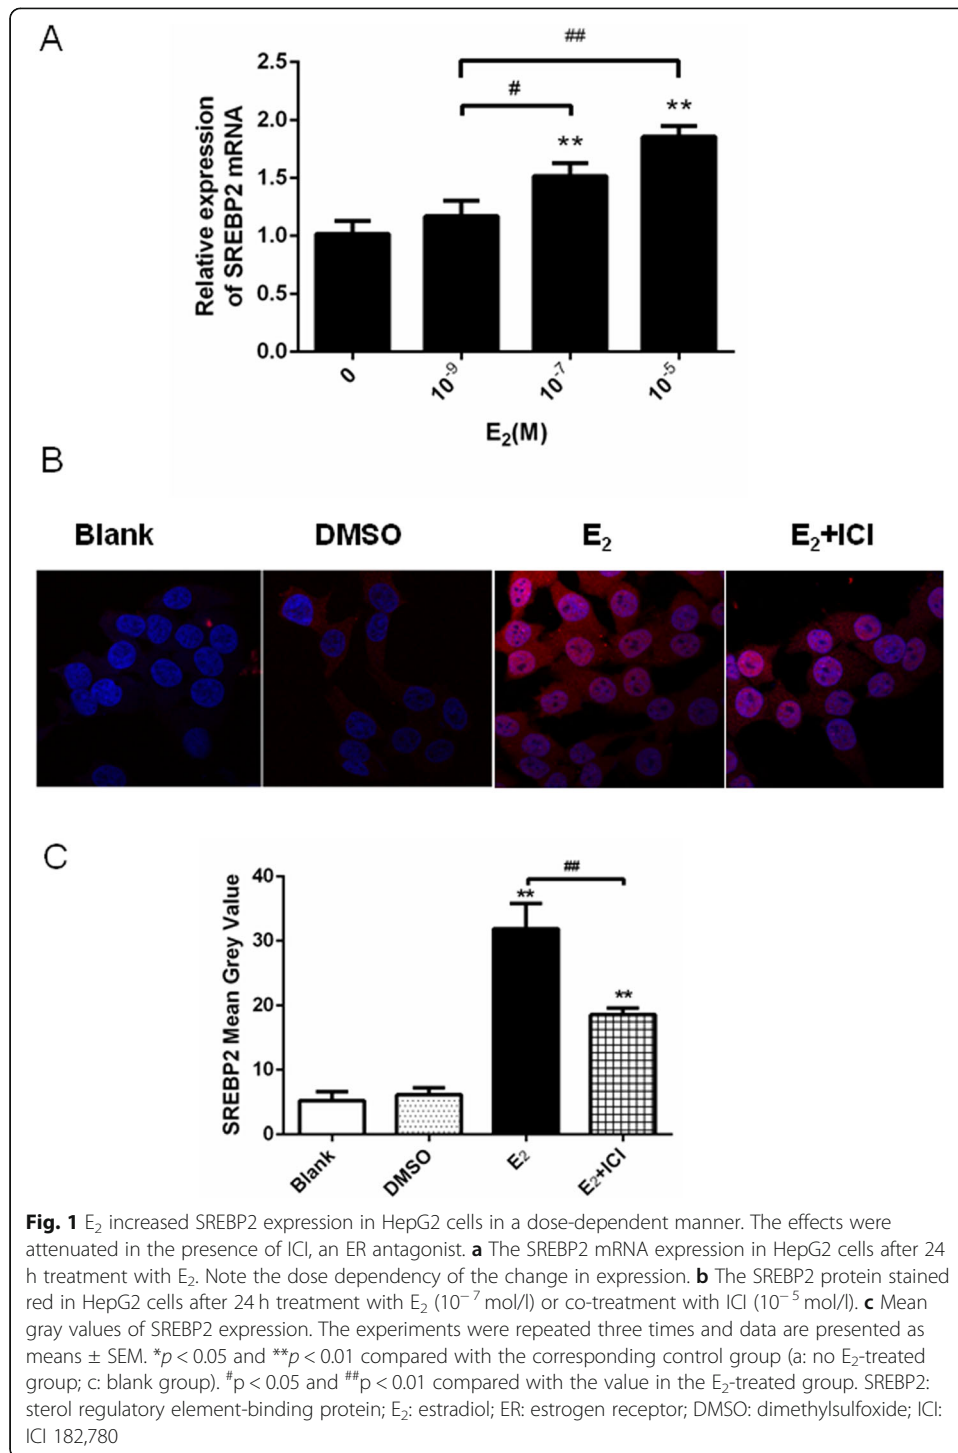 A
##
#
**
**
2.5
2.0
1.5
1.0
0.5
0.0
Relative expression
of SREBP2 mRNA
0
10-9
10-7
10-5
E2(M)
B
Blank
DMSO
E2
E2+ICI
C
##
**
**
40
30
20
10
0
SREBP2 Mean Grey Value
Blank
DMSO
E2
E2+ICI
Fig. 1 E2 increased SREBP2 expression in HepG2 cells in a dose-dependent manner. The effects were
attenuated in the presence of ICI, an ER antagonist. a The SREBP2 mRNA expression in HepG2 cells after 24
h treatment with E2. Note the dose dependency of the change in expression. b The SREBP2 protein stained
red in HepG2 cells after 24 h treatment with E2 (10−7 mol/l) or co-treatment with ICI (10−5 mol/l). c Mean
gray values of SREBP2 expression. The experiments were repeated three times and data are presented as
means ± SEM. *p < 0.05 and **p < 0.01 compared with the corresponding control group (a: no E2-treated
group; c: blank group). #p < 0.05 and ##p < 0.01 compared with the value in the E2-treated group. SREBP2:
sterol regulatory element-binding protein; E2: estradiol; ER: estrogen receptor; DMSO: dimethylsulfoxide; ICI:
ICI 182,780